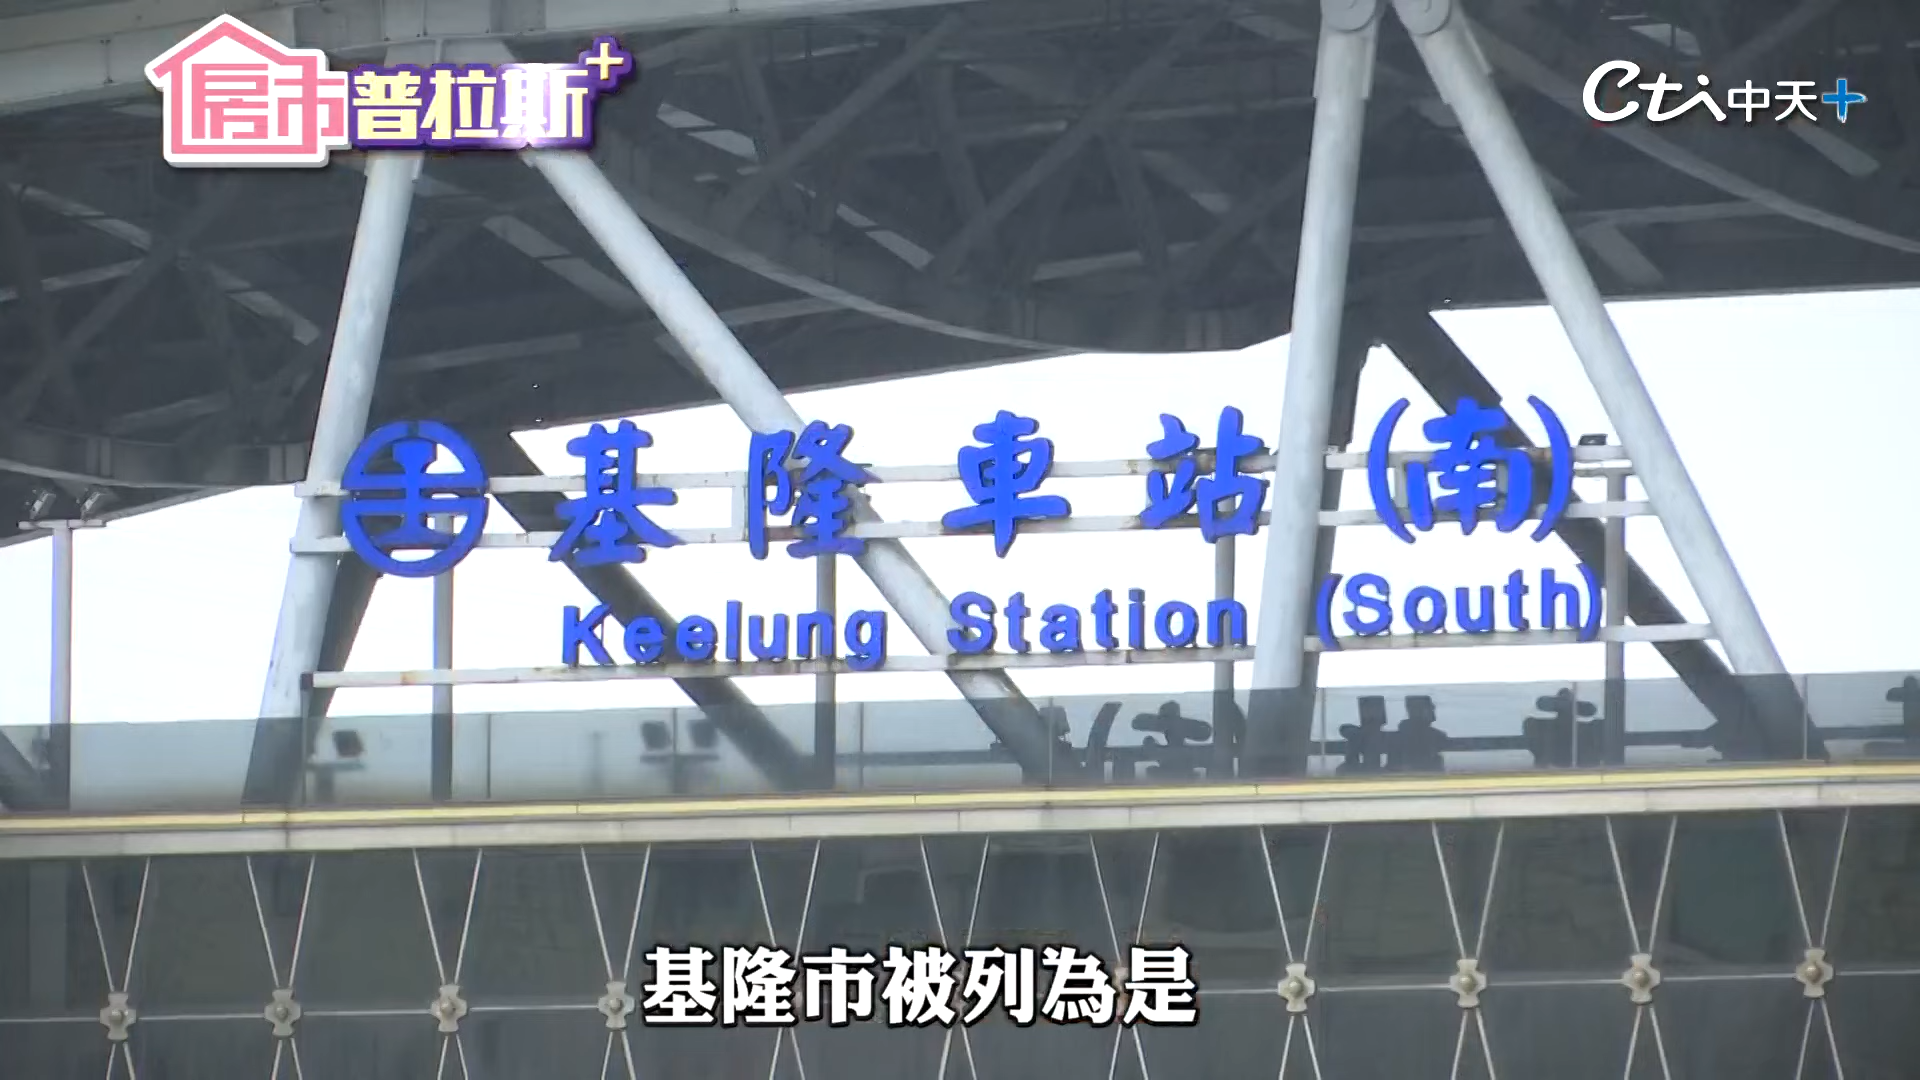 房市普拉斯+
Cti中天+
基隆車站(南)
Keelung Station (South)
基隆市被列為是